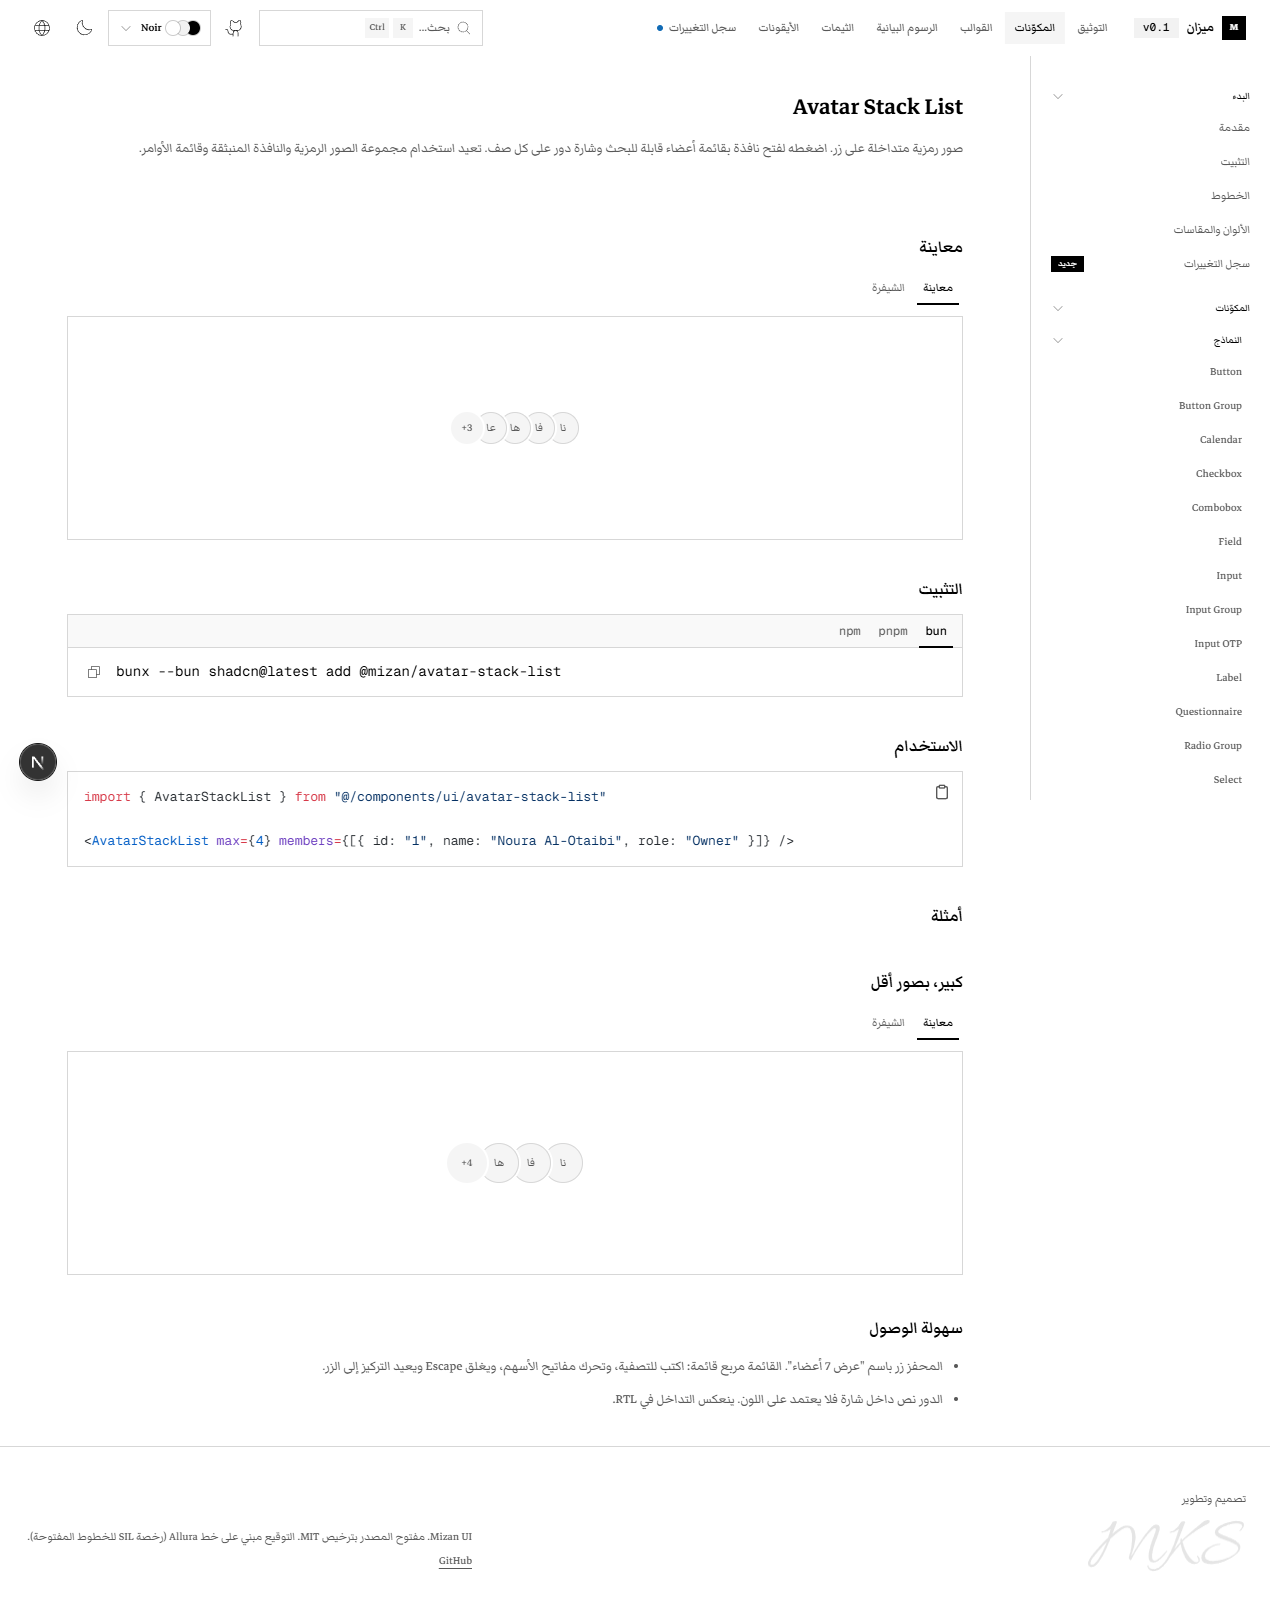 M ميزان v0.1 التوثيق المكوّنات القوالب الرسوم البيانية الثيمات الأيقونات سجل التغييرات بحث... K Ctrl Noir
البدء
مقدمة
التثبيت
الخطوط
الألوان والمقاسات
سجل التغييرات جديد
المكوّنات
النماذج
Button
Button Group
Calendar
Checkbox
Combobox
Field
Input
Input Group
Input OTP
Label
Questionnaire
Radio Group
Select
Avatar Stack List
صور رمزية متداخلة على زر. اضغطه لفتح نافذة بقائمة أعضاء قابلة للبحث وشارة دور على كل صف. تعيد استخدام مجموعة الصور الرمزية والنافذة المنبثقة وقائمة الأوامر.
معاينة
معاينة الشيفرة
نا فا ها عا +3
التثبيت
bun pnpm npm
bunx --bun shadcn@latest add @mizan/avatar-stack-list
الاستخدام
import { AvatarStackList } from "@/components/ui/avatar-stack-list"
<AvatarStackList max={4} members={[{ id: "1", name: "Noura Al-Otaibi", role: "Owner" }]} />
أمثلة
كبير، بصور أقل
معاينة الشيفرة
نا فا ها +4
سهولة الوصول
المحفز زر باسم "عرض 7 أعضاء". القائمة مربع قائمة: اكتب للتصفية، وتحرك مفاتيح الأسهم، ويغلق Escape ويعيد التركيز إلى الزر.
الدور نص داخل شارة فلا يعتمد على اللون. ينعكس التداخل في RTL.
تصميم وتطوير
MKS
Mizan UI. مفتوح المصدر بترخيص MIT. التوقيع مبني على خط Allura (رخصة SIL للخطوط المفتوحة).
GitHub